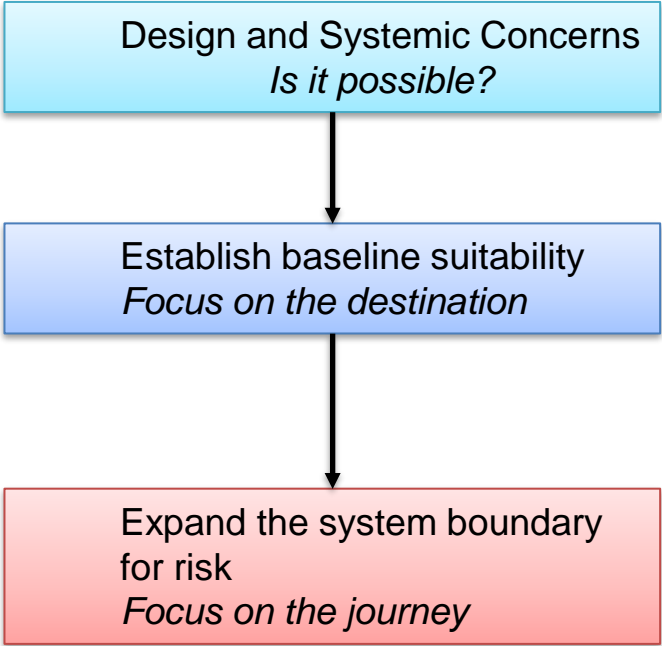 Design and Systemic Concerns
Is it possible?
Establish baseline suitability
Focus on the destination
Expand the system boundary
for risk
Focus on the journey